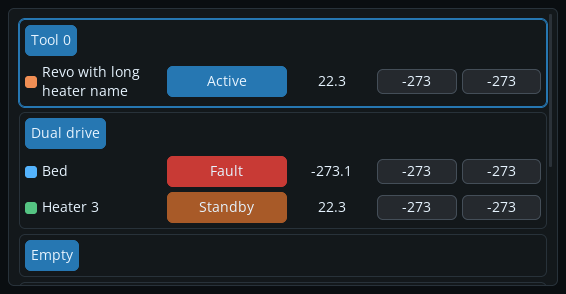 Tool 0
Revo with long
heater name
Active 22.3 -273 -273
Dual drive
Bed Fault -273.1 -273 -273
Heater 3 Standby 22.3 -273 -273
Empty